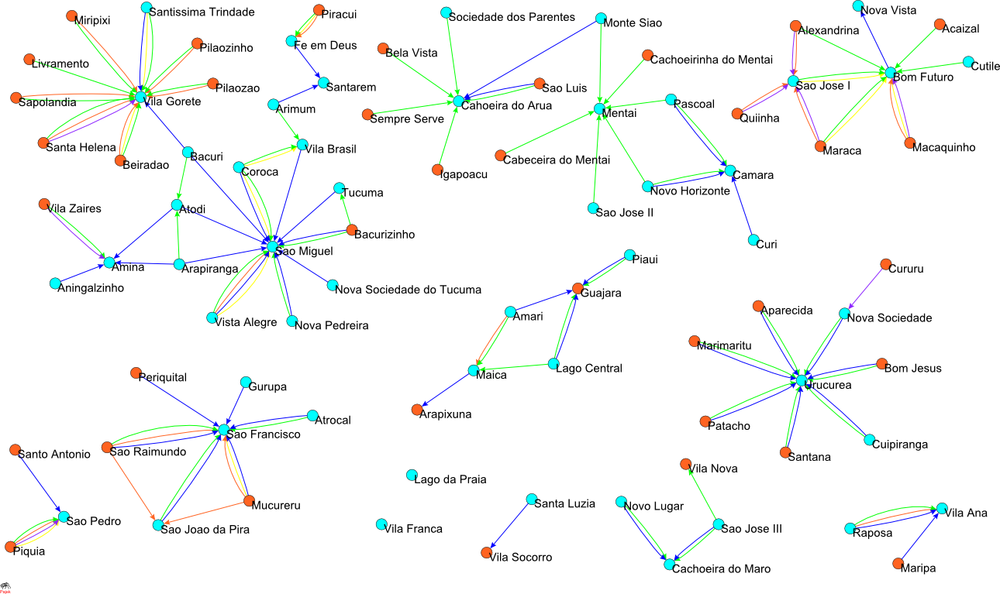 Miripixi
Santissima Trindade
Piracui
Sociedade dos Parentes
Monte Siao
Nova Vista
Alexandrina
Acaizal
Pilaozinho
Fe em Deus
Bela Vista
Cachoeirinha do Mentai
Livramento
Cutile
Bom Futuro
Santarem
Sao Luis
Sao Jose I
Pilaozao
Sapolandia
Vila Gorete
Arimum
Cahoeira do Arua
Pascoal
Mentai
Sempre Serve
Quiinha
Santa Helena
Vila Brasil
Maraca
Macaquinho
Bacuri
Beiradao
Coroca
Cabeceira do Mentai
Igapoacu
Camara
Tucuma
Novo Horizonte
Vila Zaires
Atodi
Sao Jose II
Bacurizinho
Curi
Sao Miguel
Amina
Arapiranga
Piaui
Cururu
Aningalzinho
Nova Sociedade do Tucuma
Guajara
Aparecida
Amari
Nova Sociedade
Vista Alegre
Nova Pedreira
Marimaritu
Lago Central
Bom Jesus
Maica
Periquital
Gurupa
Urucurea
Arapixuna
Atrocal
Patacho
Sao Francisco
Cuipiranga
Santo Antonio
Sao Raimundo
Santana
Vila Nova
Lago da Praia
Mucureru
Santa Luzia
Novo Lugar
Vila Ana
Sao Pedro
Sao Joao da Pira
Vila Franca
Sao Jose III
Raposa
Piquia
Vila Socorro
Cachoeira do Maro
Maripa
Pajek